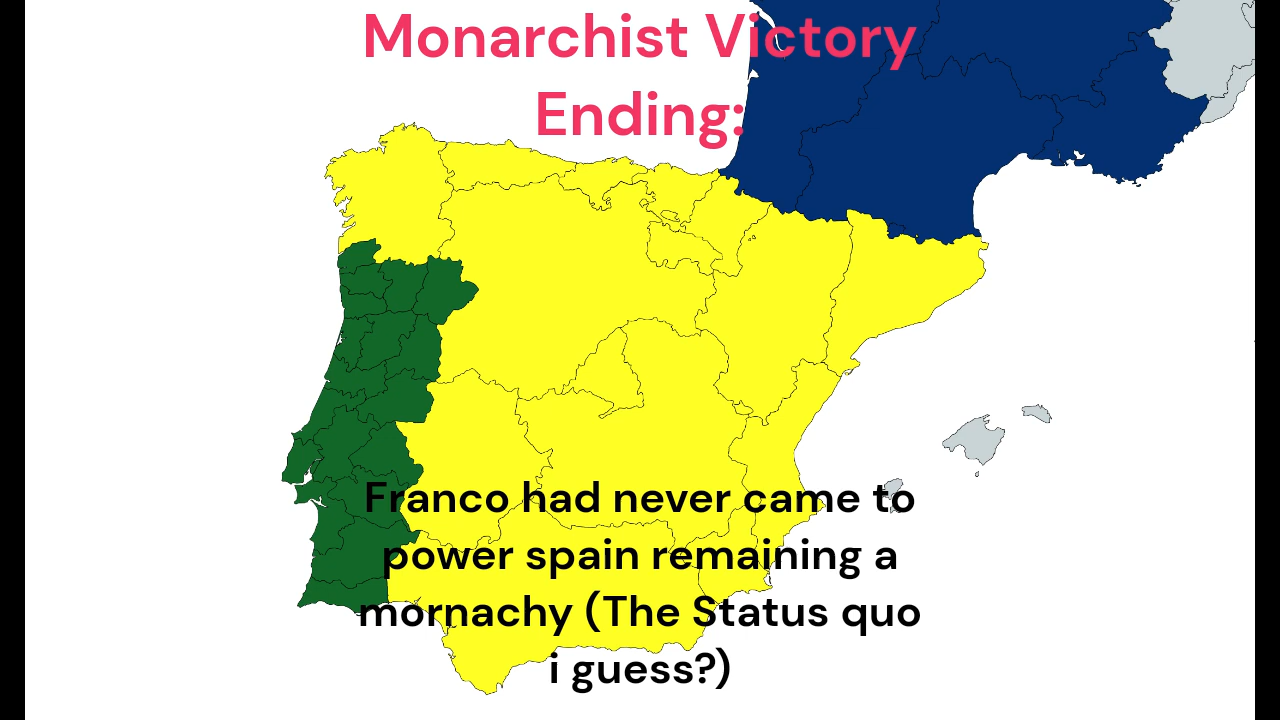 Monarchist Victory
Ending:
Franco had never came to
power spain remaining a
mornachy (The Status quo
i guess?)